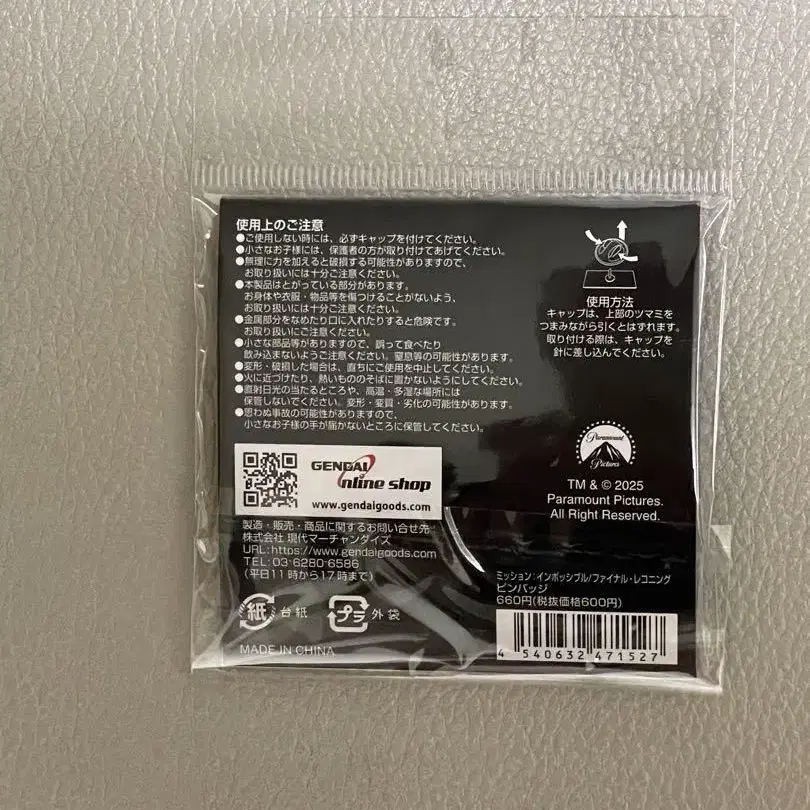 使用上のご注意
●ご使用しない時には、必ずキャップを付けてください。
●小さなお子様には、保護者の方が取り付けてあげてください。
●無理に力を加えると破損する可能性がありますので、
お取り扱いには十分ご注意ください。
●本製品はとがっている部分があります。
お身体や衣服・物品等を傷つけることがないよう、
お取り扱いには十分ご注意ください。
●金属部分をなめたり口に入れたりすると危険です。
お取り扱いにご注意ください。
●小さな部品等がありますので、誤って食べたり
飲み込まないようご注意ください。窒息等の可能性があります。
●変形・破損した場合は、直ちにご使用を中止してください。
●火に近づけたり、熱いもののそばに置かないようにしてください。
●直射日光の当たるところや、高温・多湿な場所には
保管しないでください。変形・変質・劣化の可能性があります。
●思わぬ事故の可能性がありますので、
小さなお子様の手が届かないところに保管してください。
使用方法
キャップは、上部のツマミを
つまみながら引くとはずれます。
取り付ける際は、キャップを
針に差し込んでください。
Paramount
Pictures
TM & © 2025
Paramount Pictures.
All Right Reserved.
GENDAI
Online shop
www.gendaigoods.com
製造・販売・商品に関するお問い合せ先
株式会社 現代マーチャンダイズ
URL:https://www.gendaigoods.com
TEL:03-6280-6586
(平日11時から17時まで)
紙 台紙 プラ 外袋
MADE IN CHINA
ミッション:インポッシブル/ファイナル・レコニング
ピンバッジ
660円(税抜価格600円)
4 540632 471527